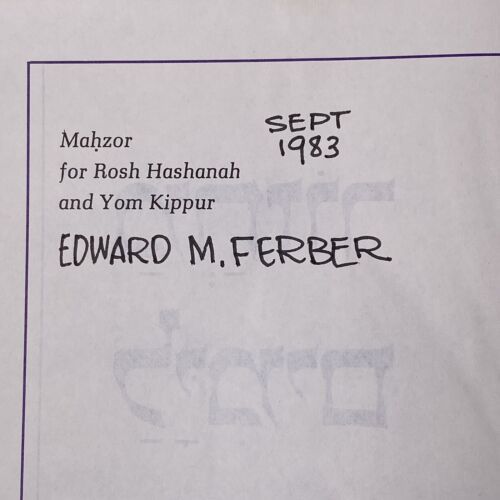 SEPT
1983
Maḥzor
for Rosh Hashanah
and Yom Kippur
EDWARD M. FERBER